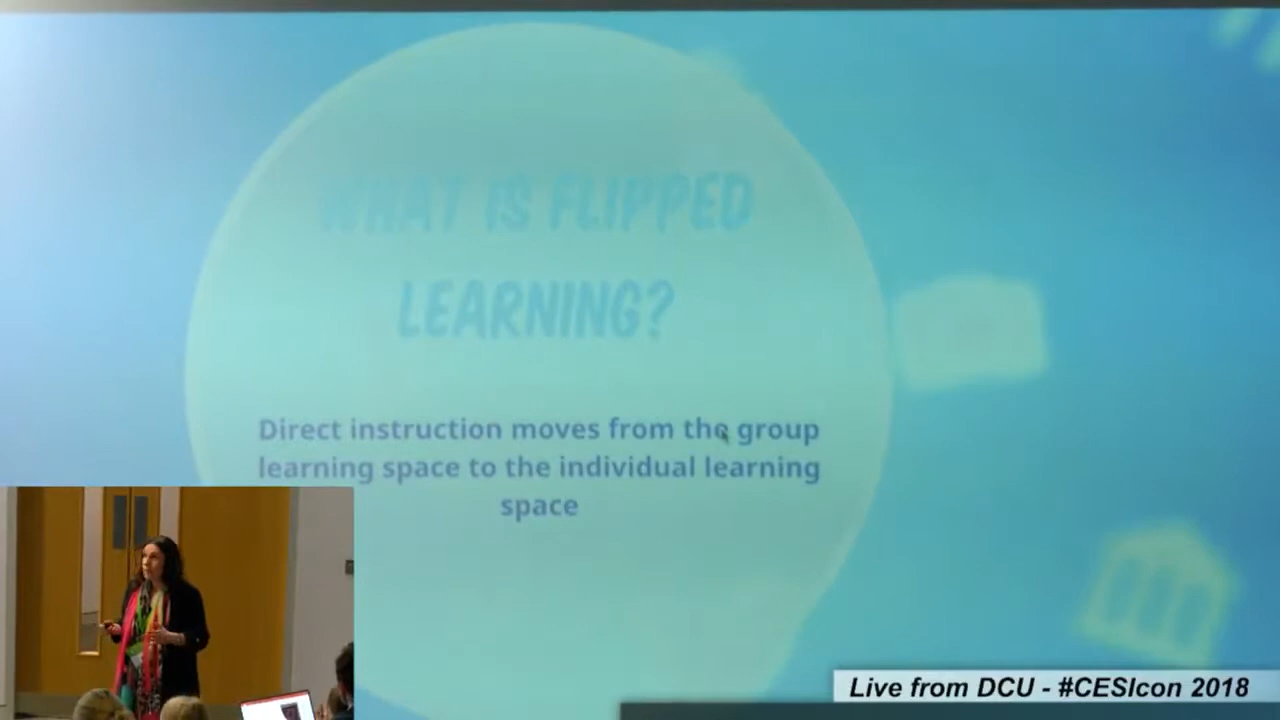 WHAT IS FLIPPED
LEARNING?
Direct instruction moves from the group
learning space to the individual learning
space
Live from DCU - #CESIcon 2018